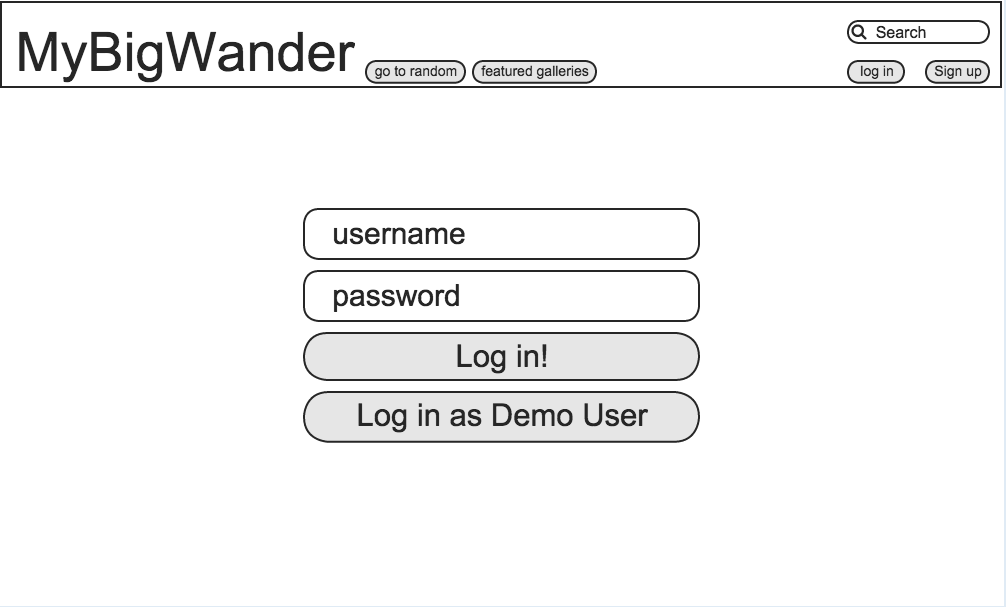 MyBigWander
go to random
featured galleries
Search
log in
Sign up
username
password
Log in!
Log in as Demo User